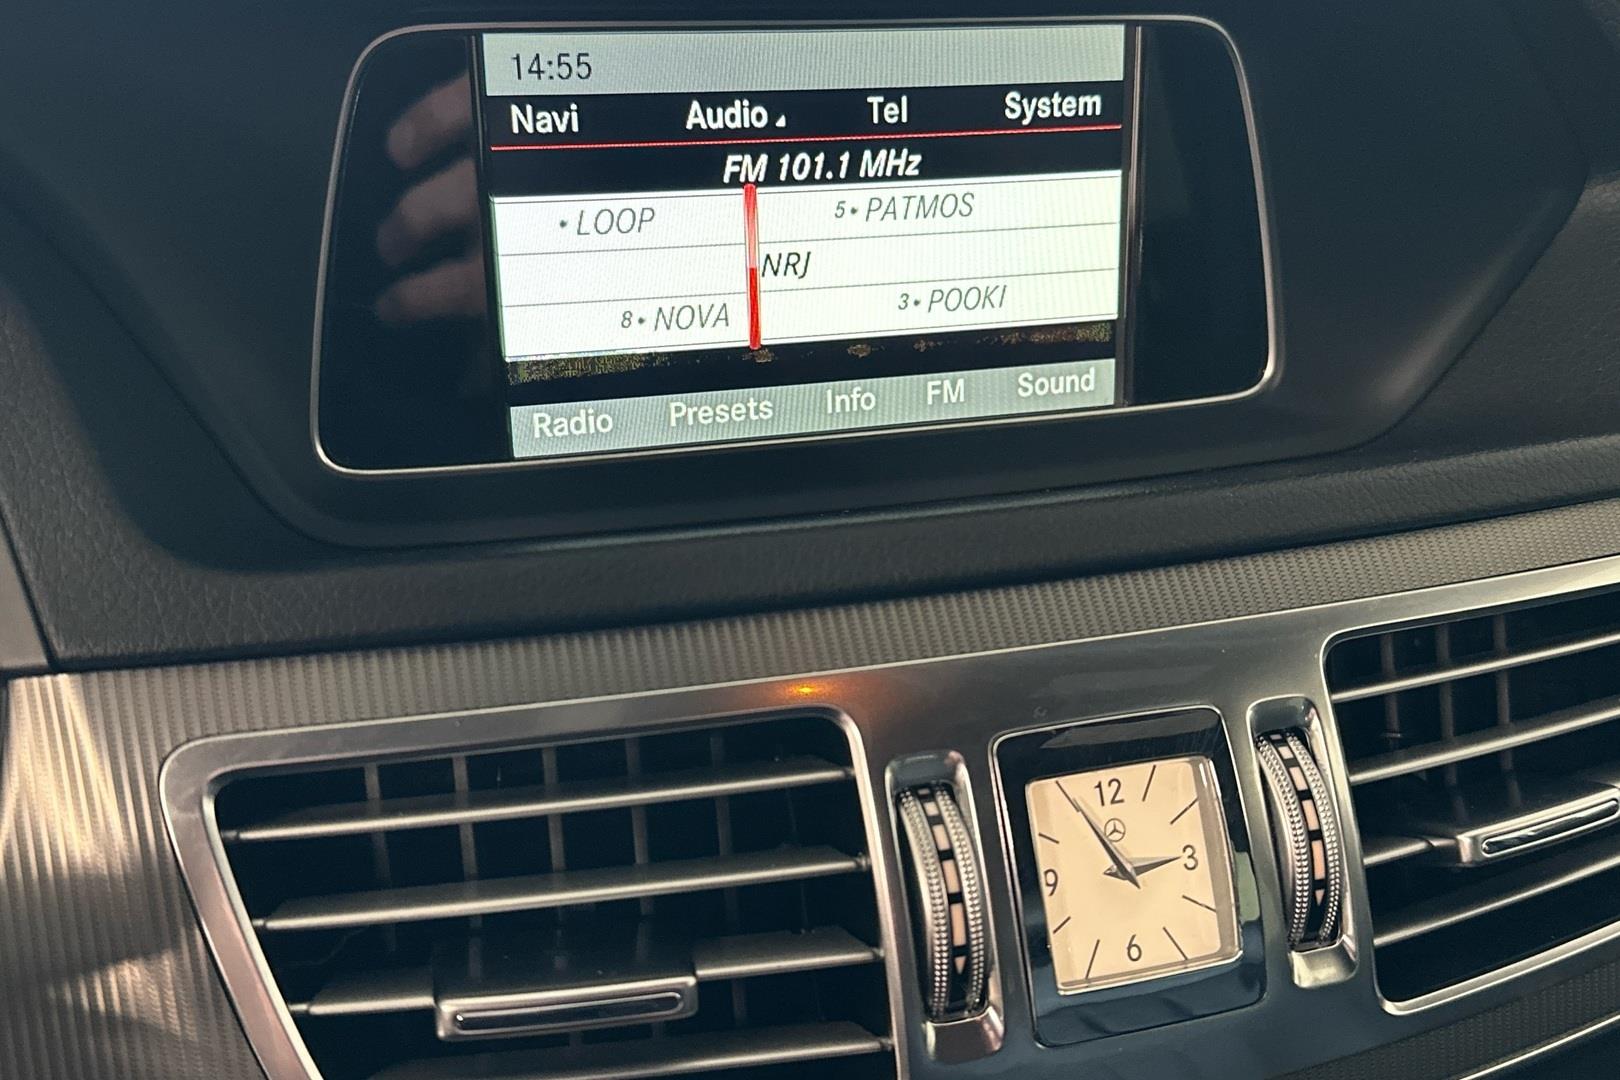 14:55
Navi Audio Tel System
FM 101.1 MHz
• LOOP 5• PATMOS
NRJ
8• NOVA 3• POOKI
Radio Presets Info FM Sound
12
9 3
6